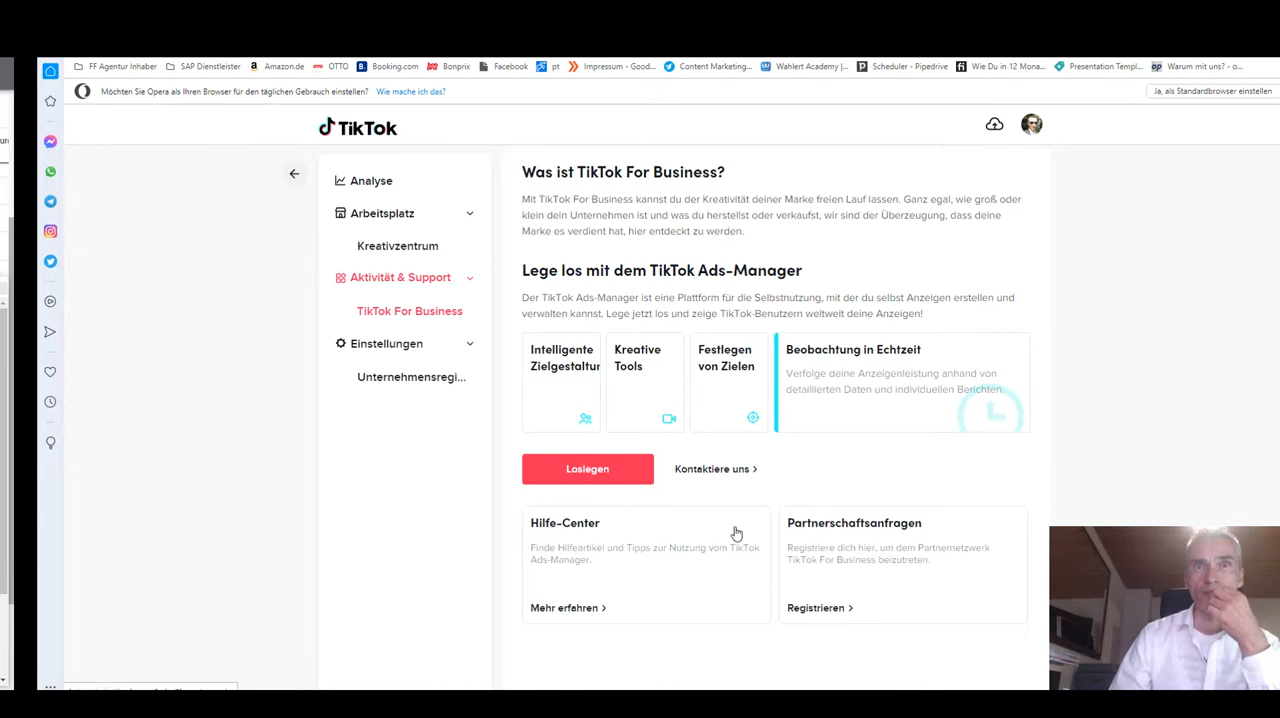 FF Agentur Inhaber SAP Dienstleister Amazon.de OTTO Booking.com Bonprix Facebook pt Impressum - Good... Content Marketing... Wahlert Academy |... Scheduler - Pipedrive Wie Du in 12 Mona... Presentation Templ... Warum mit uns? - o...
Möchten Sie Opera als Ihren Browser für den täglichen Gebrauch einstellen? Wie mache ich das? Ja, als Standardbrowser einstellen
TikTok
Analyse
Arbeitsplatz
Kreativzentrum
Aktivität & Support
TikTok For Business
Einstellungen
Unternehmensregi...
Was ist TikTok For Business?
Mit TikTok For Business kannst du der Kreativität deiner Marke freien Lauf lassen. Ganz egal, wie groß oder
klein dein Unternehmen ist und was du herstellst oder verkaufst, wir sind der Überzeugung, dass deine
Marke es verdient hat, hier entdeckt zu werden.
Lege los mit dem TikTok Ads-Manager
Der TikTok Ads-Manager ist eine Plattform für die Selbstnutzung, mit der du selbst Anzeigen erstellen und
verwalten kannst. Lege jetzt los und zeige TikTok-Benutzern weltweit deine Anzeigen!
Intelligente
Zielgestaltur
Kreative
Tools
Festlegen
von Zielen
Beobachtung in Echtzeit
Verfolge deine Anzeigenleistung anhand von
detaillierten Daten und individuellen Berichten.
Loslegen
Kontaktiere uns >
Hilfe-Center
Finde Hilfeartikel und Tipps zur Nutzung vom TikTok
Ads-Manager.
Mehr erfahren >
Partnerschaftsanfragen
Registriere dich hier, um dem Partnernetzwerk
TikTok For Business beizutreten.
Registrieren >